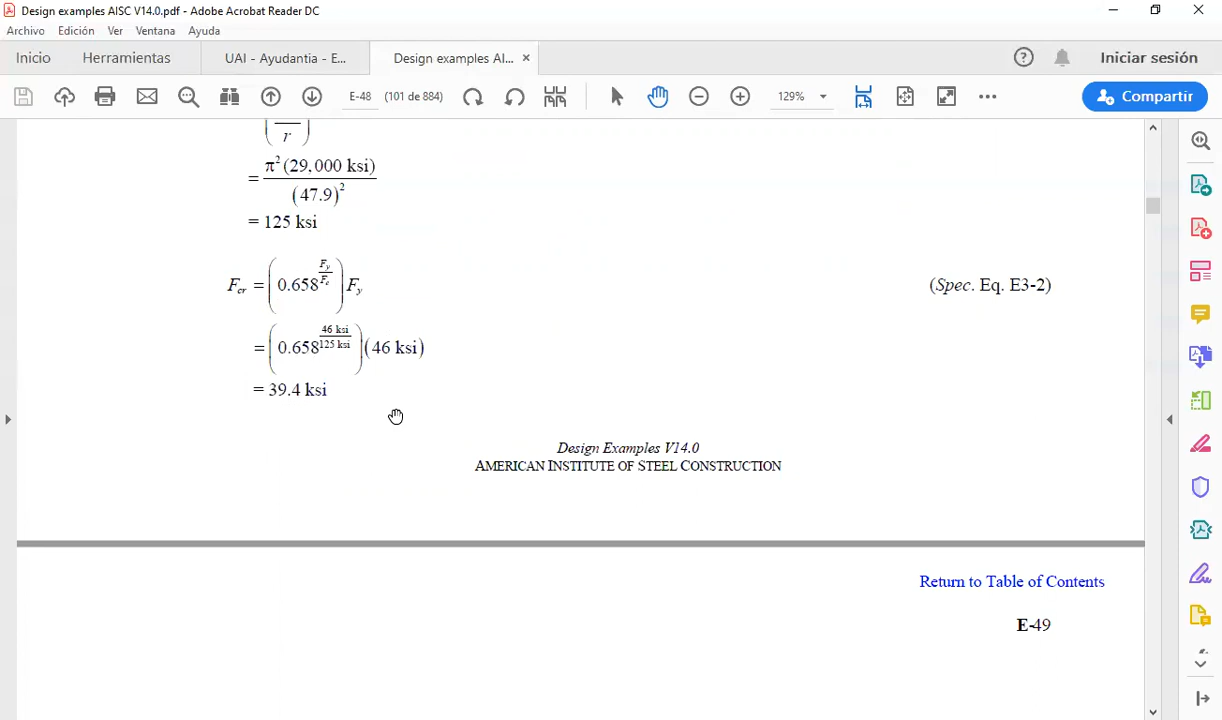 Design examples AISC V14.0.pdf - Adobe Acrobat Reader DC
Archivo Edición Ver Ventana Ayuda
Inicio Herramientas UAI - Ayudantia - E... Design examples AI... ×
Iniciar sesión
E-48 (101 de 884) 129% Compartir
( r )
= π²(29,000 ksi) / (47.9)²
= 125 ksi
Fcr = (0.658^(Fy/Fe)) Fy (Spec. Eq. E3-2)
= (0.658^(46 ksi/125 ksi)) (46 ksi)
= 39.4 ksi
Design Examples V14.0
AMERICAN INSTITUTE OF STEEL CONSTRUCTION
Return to Table of Contents
E-49